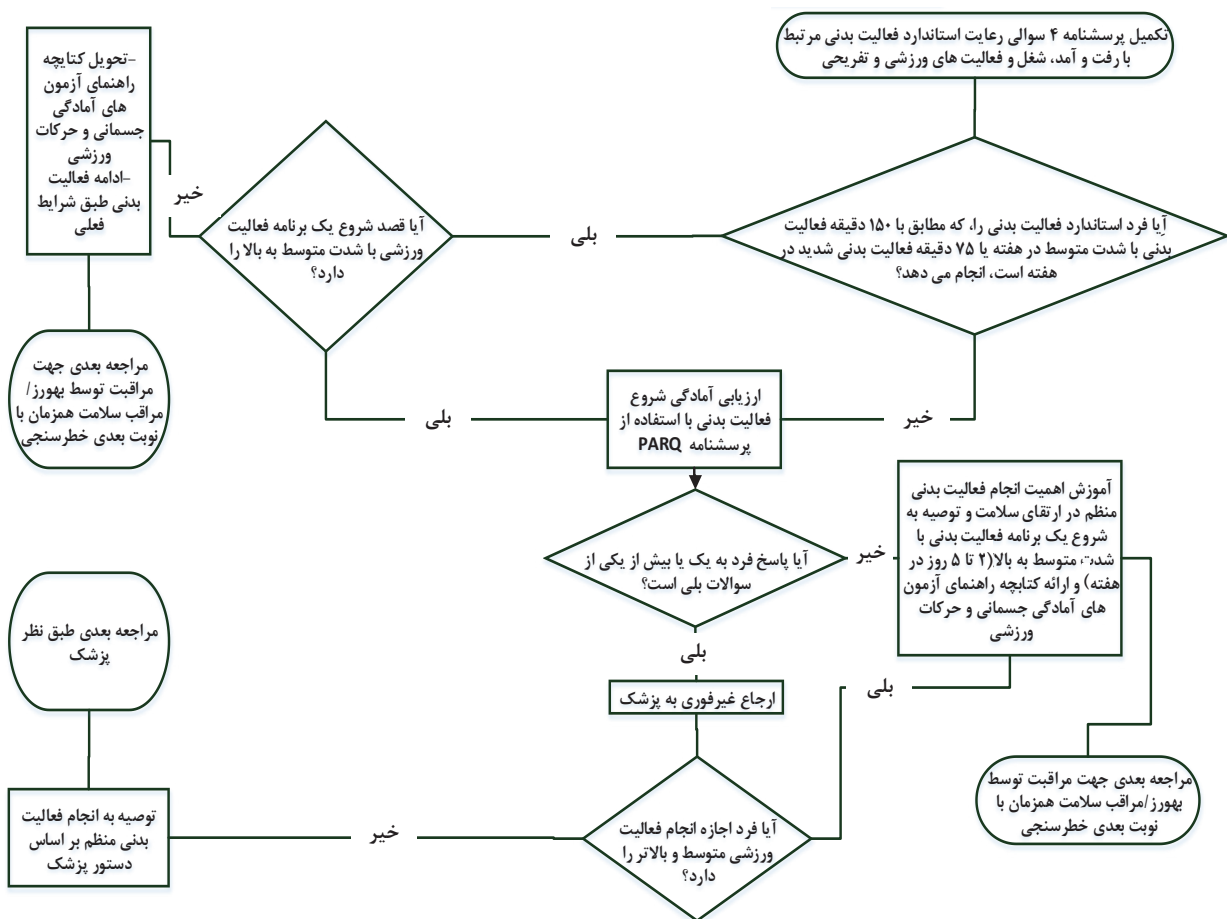 تکمیل پرسشنامه ۴ سوالی رعایت استاندارد فعالیت بدنی مرتبط
با رفت و آمد، شغل و فعالیت های ورزشی و تفریحی
آیا فرد استاندارد فعالیت بدنی را، که مطابق با ۱۵۰ دقیقه فعالیت
بدنی با شدت متوسط در هفته یا ۷۵ دقیقه فعالیت بدنی شدید در
هفته است، انجام می دهد؟
بلی
آیا قصد شروع یک برنامه فعالیت
ورزشی با شدت متوسط به بالا را
دارد؟
خیر
-تحویل کتابچه
راهنمای آزمون
های آمادگی
جسمانی و حرکات
ورزشی
-ادامه فعالیت
بدنی طبق شرایط
فعلی
مراجعه بعدی جهت
مراقبت توسط بهورز/
مراقب سلامت همزمان با
نوبت بعدی خطرسنجی
خیر
بلی
ارزیابی آمادگی شروع
فعالیت بدنی با استفاده از
پرسشنامه PARQ
آیا پاسخ فرد به یک یا بیش از یکی از
سوالات بلی است؟
خیر
آموزش اهمیت انجام فعالیت بدنی
منظم در ارتقای سلامت و توصیه به
شروع یک برنامه فعالیت بدنی با
شدت متوسط به بالا(۲ تا ۵ روز در
هفته) و ارائه کتابچه راهنمای آزمون
های آمادگی جسمانی و حرکات
ورزشی
بلی
ارجاع غیرفوری به پزشک
بلی
آیا فرد اجازه انجام فعالیت
ورزشی متوسط و بالاتر را
دارد؟
مراجعه بعدی جهت مراقبت توسط
بهورز/مراقب سلامت همزمان با
نوبت بعدی خطرسنجی
خیر
توصیه به انجام فعالیت
بدنی منظم بر اساس
دستور پزشک
مراجعه بعدی طبق نظر
پزشک